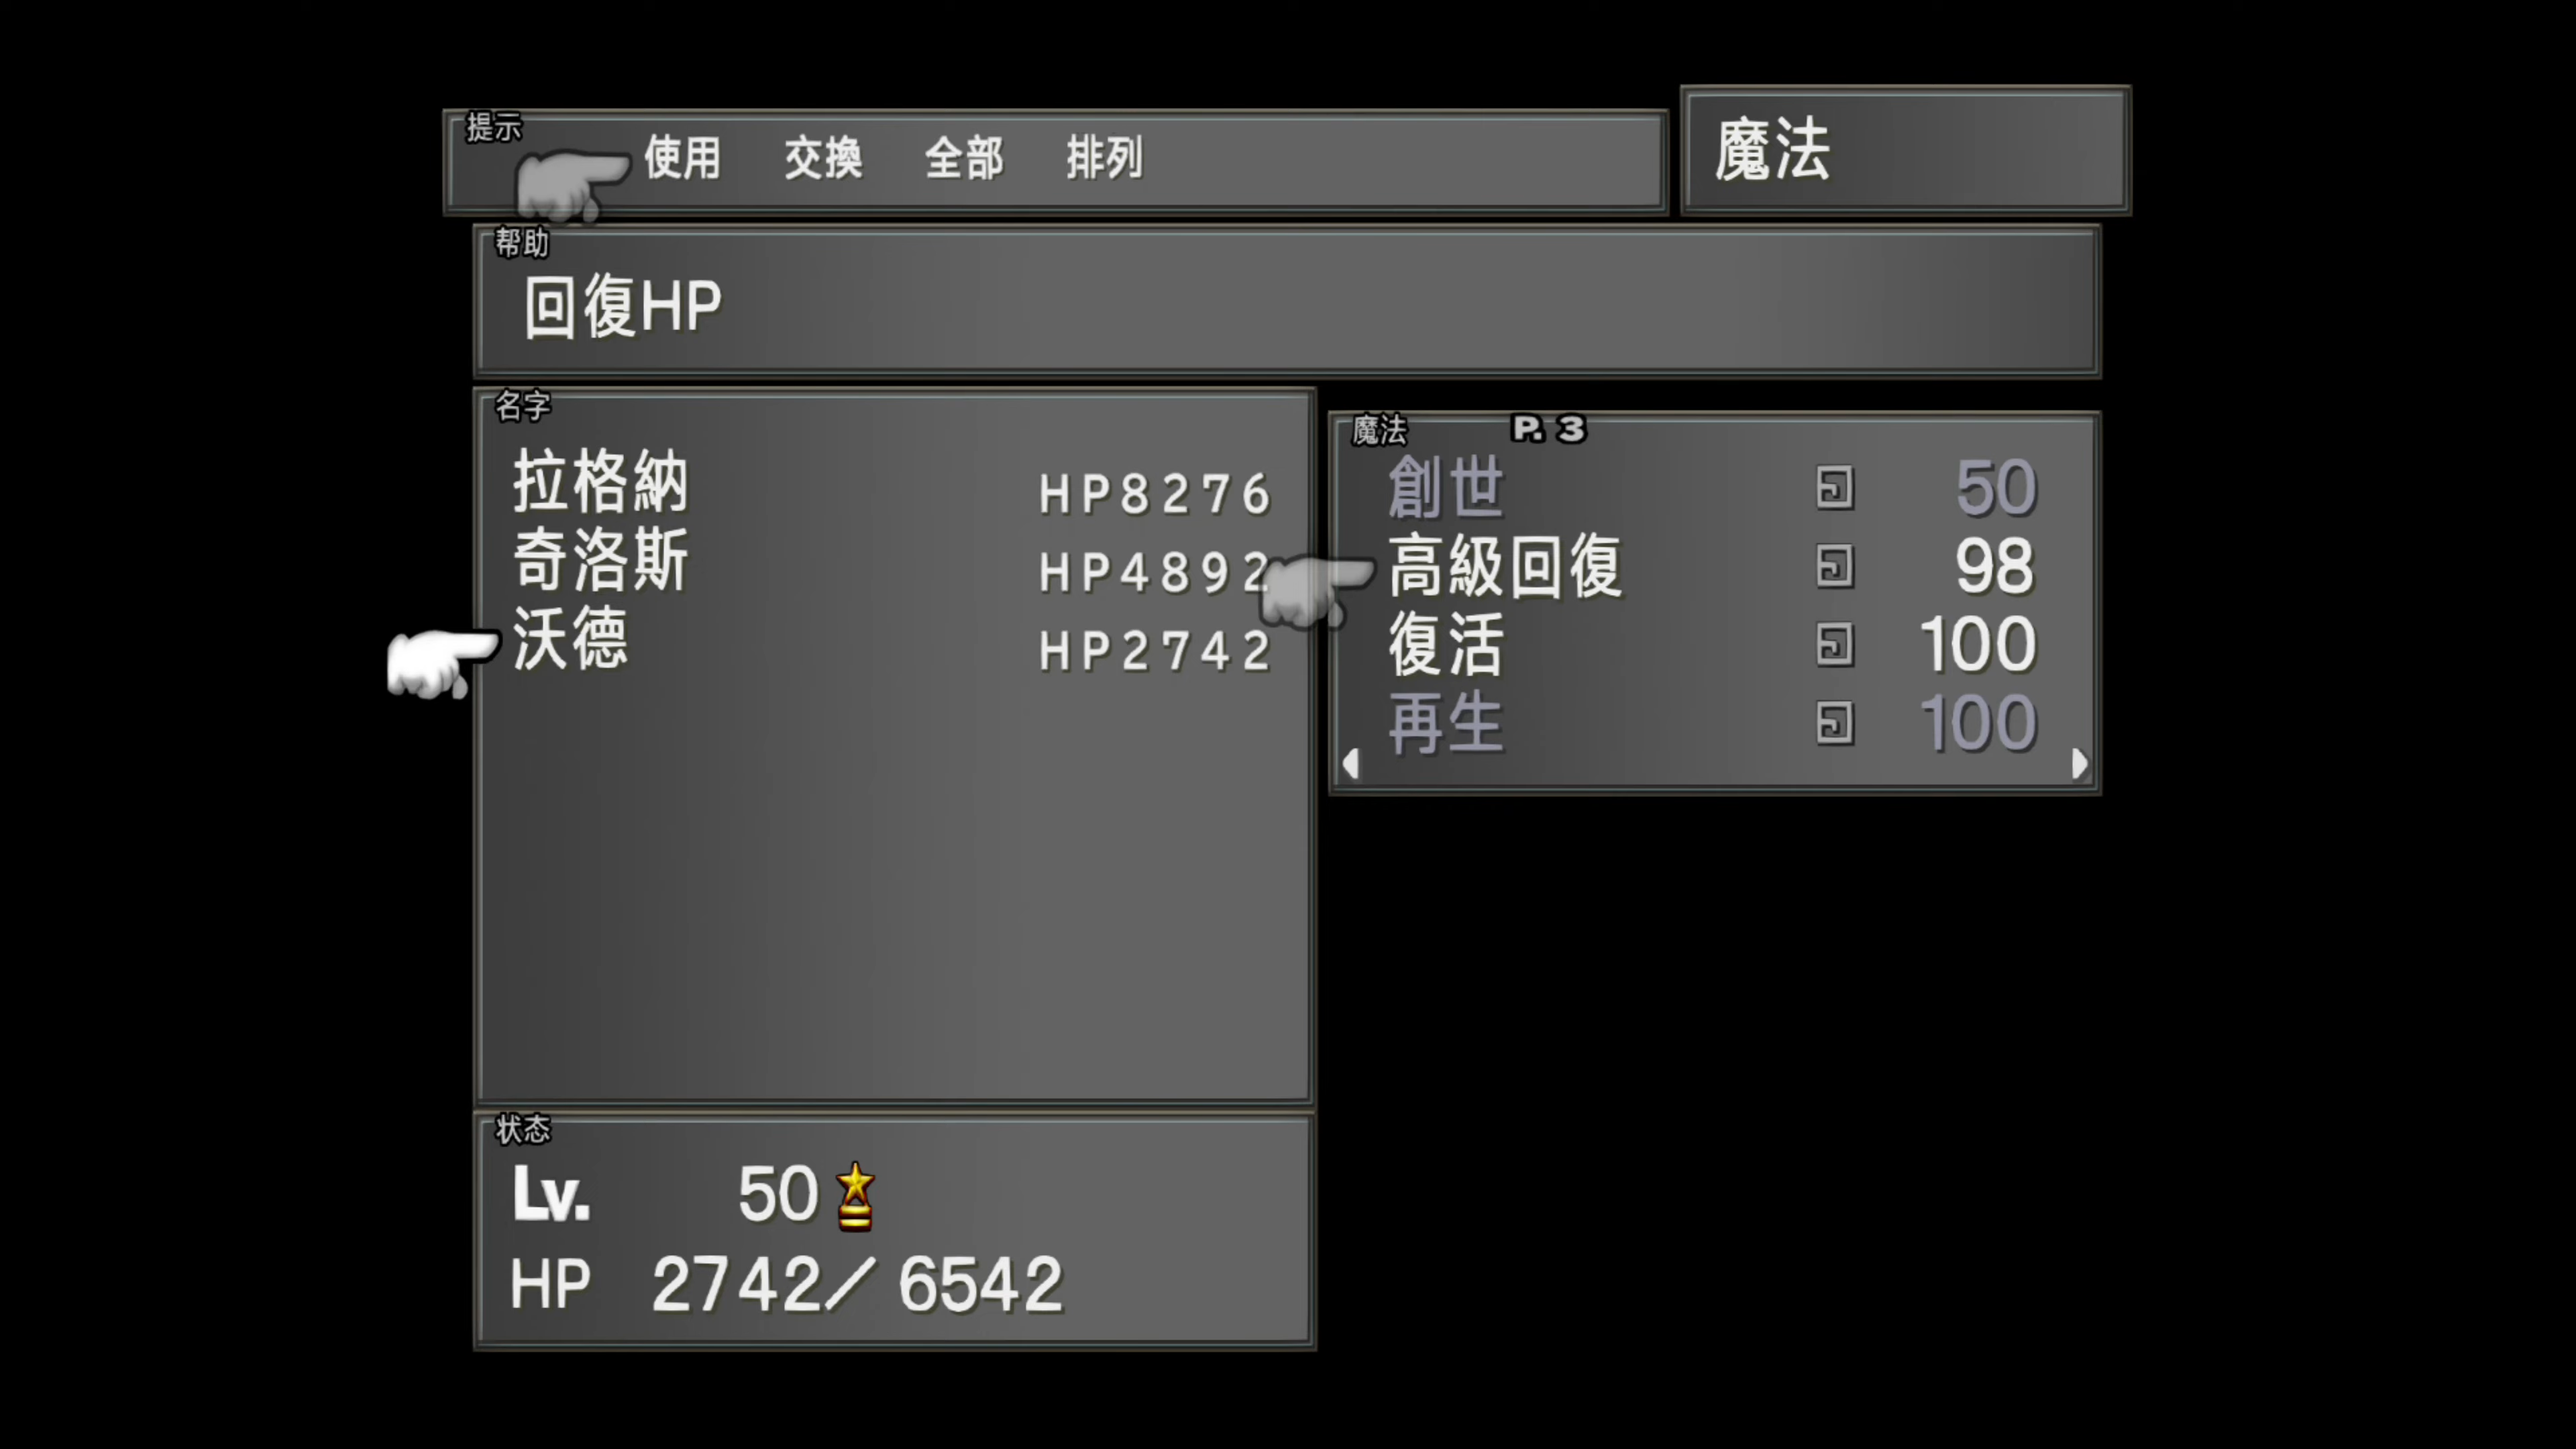 提示
使用 交換 全部 排列
魔法
帮助
回復HP
名字
拉格納 HP8276
奇洛斯 HP4892
沃德 HP2742
魔法 P. 3
創世 50
高級回復 98
復活 100
再生 100
状态
Lv. 50
HP 2742/6542